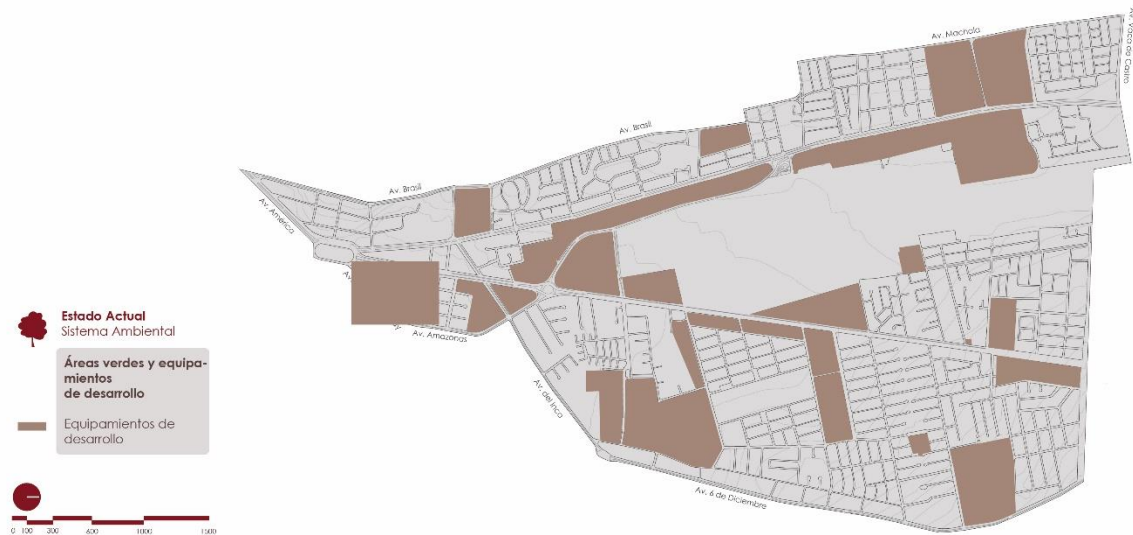 Av. Vaca de Castro
Av. Machala
Av. Brasil
Av. Brasil
Av. América
Av. Amazonas
Av. del Inca
Av. 6 de Diciembre
Estado Actual
Sistema Ambiental
Áreas verdes y equipa-
mientos
de desarrollo
Equipamientos de
desarrollo
0 100 300 600 1000 1500